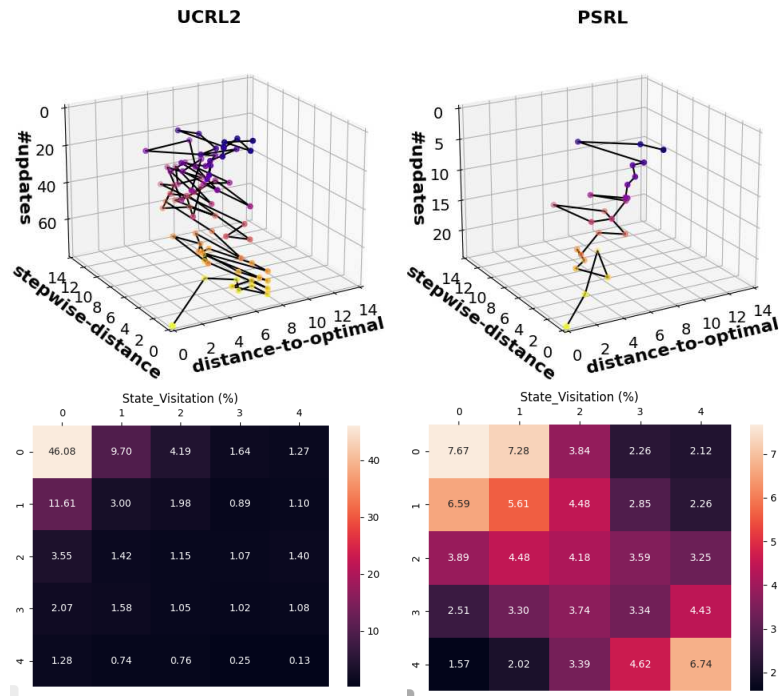 UCRL2
PSRL
0
20
40
60
#updates
14
12
10
8
6
4
2
0
stepwise-distance
0
2
4
6
8
10
12
14
distance-to-optimal
0
5
10
15
20
#updates
14
12
10
8
6
4
2
0
stepwise-distance
0
2
4
6
8
10
12
14
distance-to-optimal
State_Visitation (%)
0 1 2 3 4
0 46.08 9.70 4.19 1.64 1.27
1 11.61 3.00 1.98 0.89 1.10
2 3.55 1.42 1.15 1.07 1.40
3 2.07 1.58 1.05 1.02 1.08
4 1.28 0.74 0.76 0.25 0.13
40
30
20
10
State_Visitation (%)
0 1 2 3 4
0 7.67 7.28 3.84 2.26 2.12
1 6.59 5.61 4.48 2.85 2.26
2 3.89 4.48 4.18 3.59 3.25
3 2.51 3.30 3.74 3.34 4.43
4 1.57 2.02 3.39 4.62 6.74
7
6
5
4
3
2